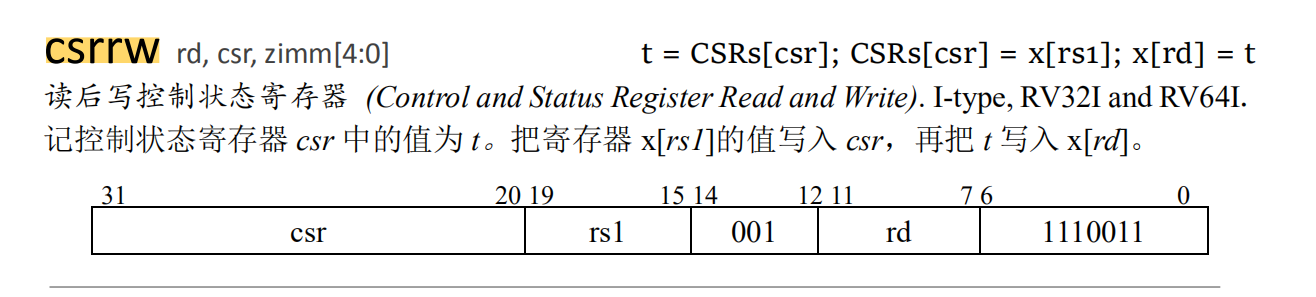 csrrw rd, csr, zimm[4:0] t = CSRs[csr]; CSRs[csr] = x[rs1]; x[rd] = t
读后写控制状态寄存器 (Control and Status Register Read and Write). I-type, RV32I and RV64I.
记控制状态寄存器 csr 中的值为 t。把寄存器 x[rs1]的值写入 csr，再把 t 写入 x[rd]。
31 20 19 15 14 12 11 7 6 0
csr rs1 001 rd 1110011